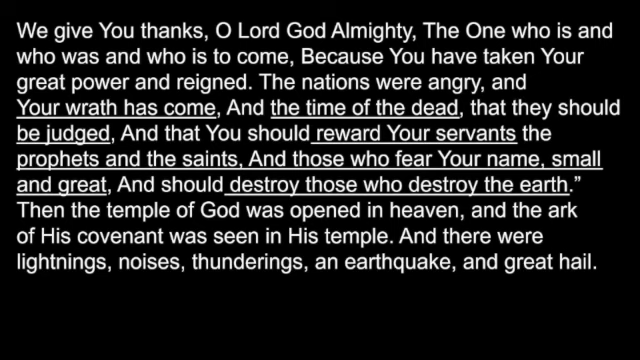 We give You thanks, O Lord God Almighty, The One who is and
who was and who is to come, Because You have taken Your
great power and reigned. The nations were angry, and
Your wrath has come, And the time of the dead, that they should
be judged, And that You should reward Your servants the
prophets and the saints, And those who fear Your name, small
and great, And should destroy those who destroy the earth.”
Then the temple of God was opened in heaven, and the ark
of His covenant was seen in His temple. And there were
lightnings, noises, thunderings, an earthquake, and great hail.